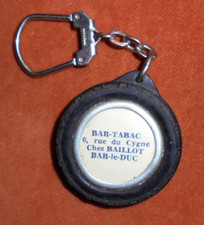 BAR-TABAC
6, rue du Cygne
Chez BAILLOT
BAR-le-DUC